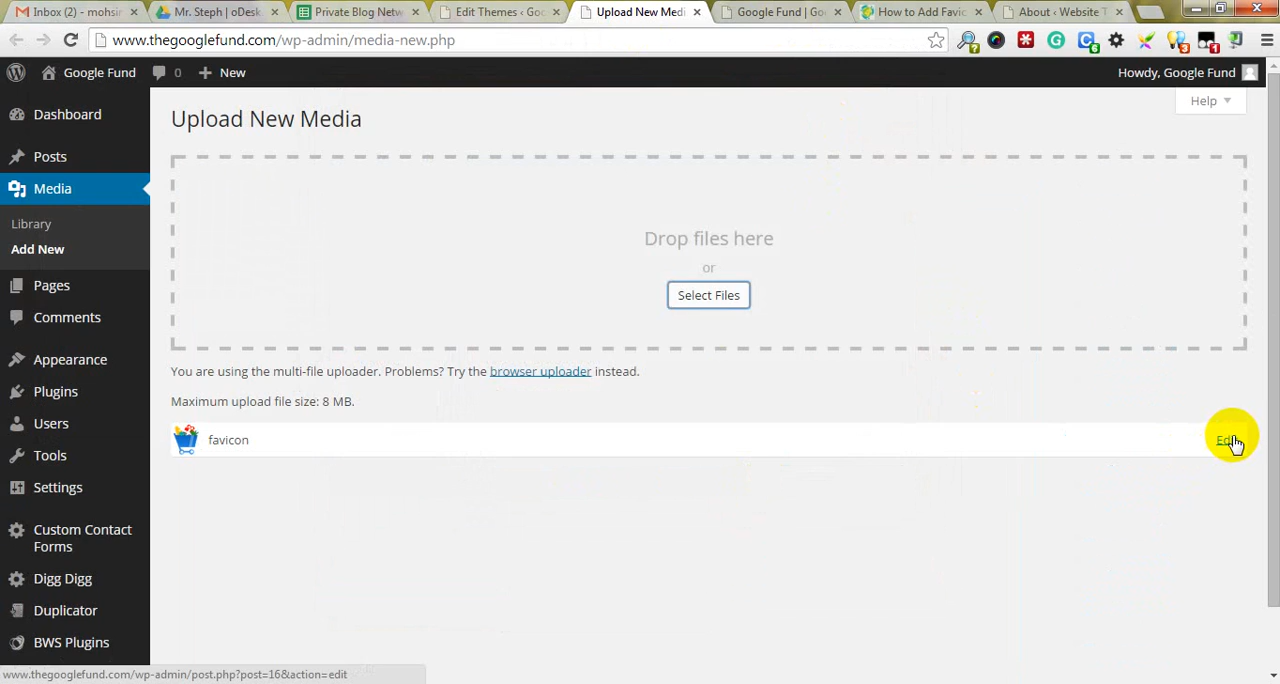 Inbox (2) - mohsin
Mr. Steph | oDesk
Private Blog Netw
Edit Themes ‹ Goo
Upload New Medi
Google Fund | Go
How to Add Favic
About ‹ Website T
www.thegooglefund.com/wp-admin/media-new.php
Google Fund
0
New
Howdy, Google Fund
Help
Dashboard
Posts
Media
Library
Add New
Pages
Comments
Appearance
Plugins
Users
Tools
Settings
Custom Contact
Forms
Digg Digg
Duplicator
BWS Plugins
Upload New Media
Drop files here
or
Select Files
You are using the multi-file uploader. Problems? Try the browser uploader instead.
Maximum upload file size: 8 MB.
favicon
www.thegooglefund.com/wp-admin/post.php?post=16&action=edit